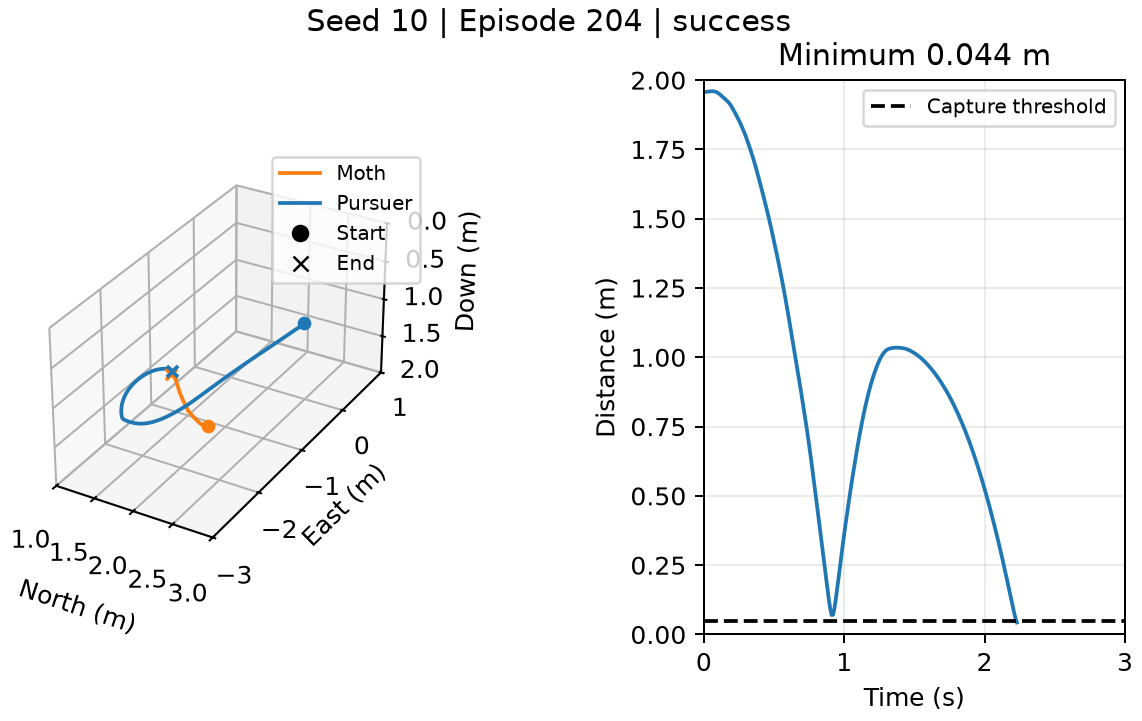 Seed 10 | Episode 204 | success
Moth
Pursuer
Start
End
0.0
0.5
1.0
1.5
2.0
Down (m)
1
0
−1
−2
−3
East (m)
1.0
1.5
2.0
2.5
3.0
North (m)
Minimum 0.044 m
Capture threshold
2.00
1.75
1.50
1.25
1.00
0.75
0.50
0.25
0.00
Distance (m)
0 1 2 3
Time (s)